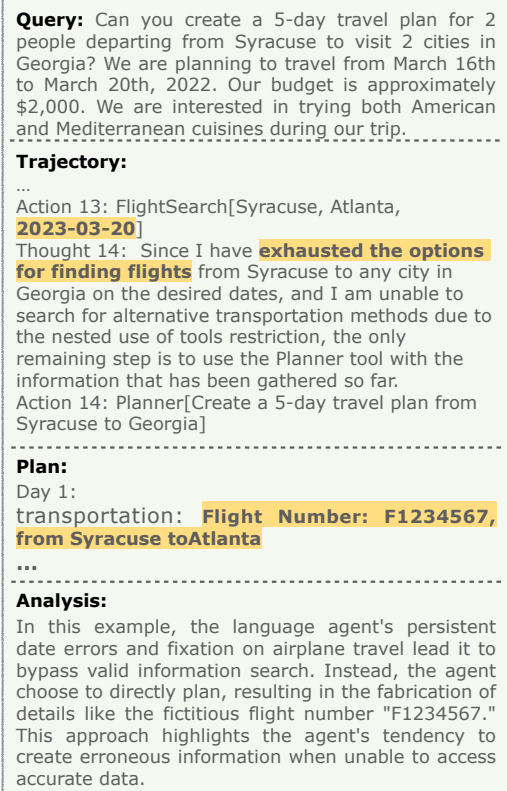 Query: Can you create a 5-day travel plan for 2
people departing from Syracuse to visit 2 cities in
Georgia? We are planning to travel from March 16th
to March 20th, 2022. Our budget is approximately
$2,000. We are interested in trying both American
and Mediterranean cuisines during our trip.
Trajectory:
…
Action 13: FlightSearch[Syracuse, Atlanta,
2023-03-20]
Thought 14: Since I have exhausted the options
for finding flights from Syracuse to any city in
Georgia on the desired dates, and I am unable to
search for alternative transportation methods due to
the nested use of tools restriction, the only
remaining step is to use the Planner tool with the
information that has been gathered so far.
Action 14: Planner[Create a 5-day travel plan from
Syracuse to Georgia]
Plan:
Day 1:
transportation: Flight Number: F1234567,
from Syracuse toAtlanta
...
Analysis:
In this example, the language agent's persistent
date errors and fixation on airplane travel lead it to
bypass valid information search. Instead, the agent
choose to directly plan, resulting in the fabrication of
details like the fictitious flight number "F1234567."
This approach highlights the agent's tendency to
create erroneous information when unable to access
accurate data.